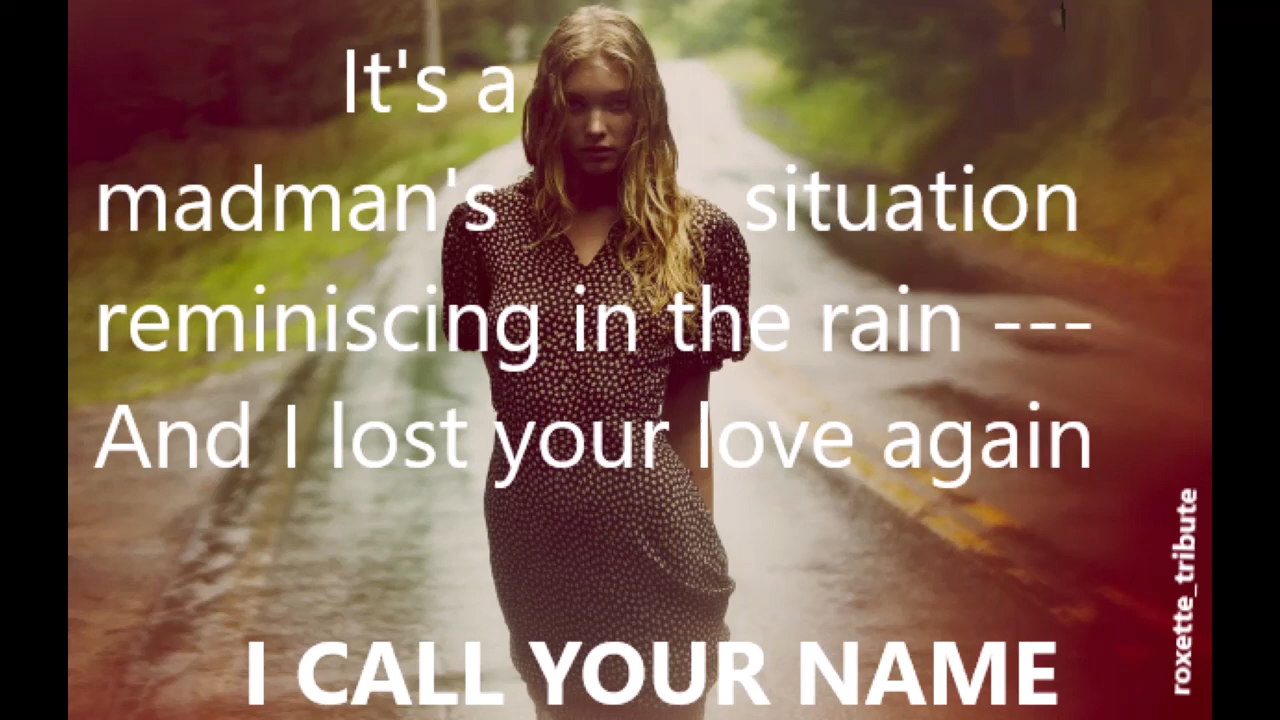 It's a
madman's situation
reminiscing in the rain ---
And I lost your love again
I CALL YOUR NAME
roxette_tribute